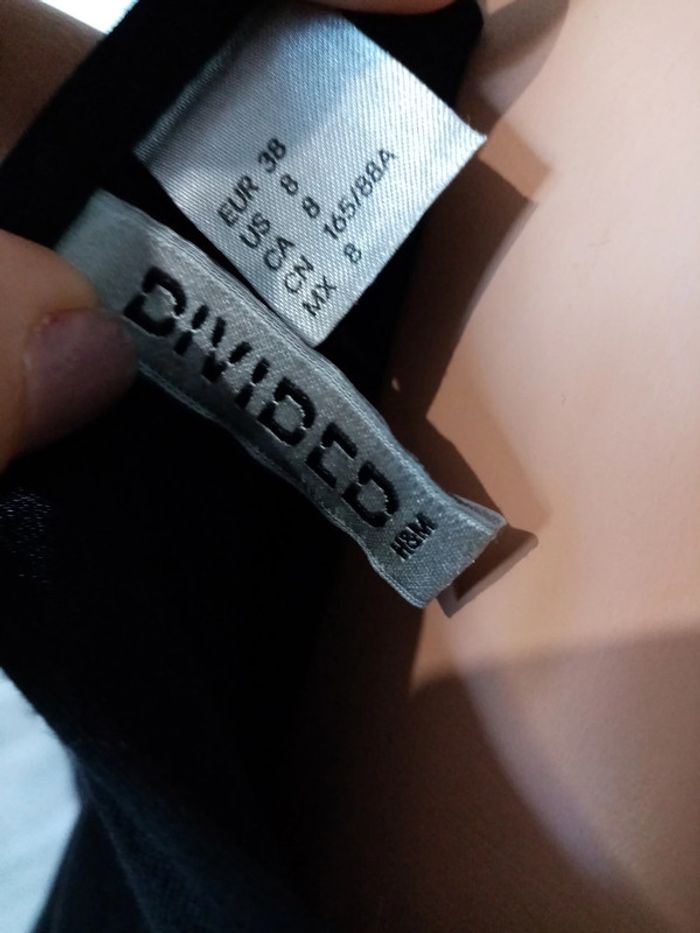 EUR 38
US 8
CA 8
CN 165/88A
MX 8
DIVIDED
H&M